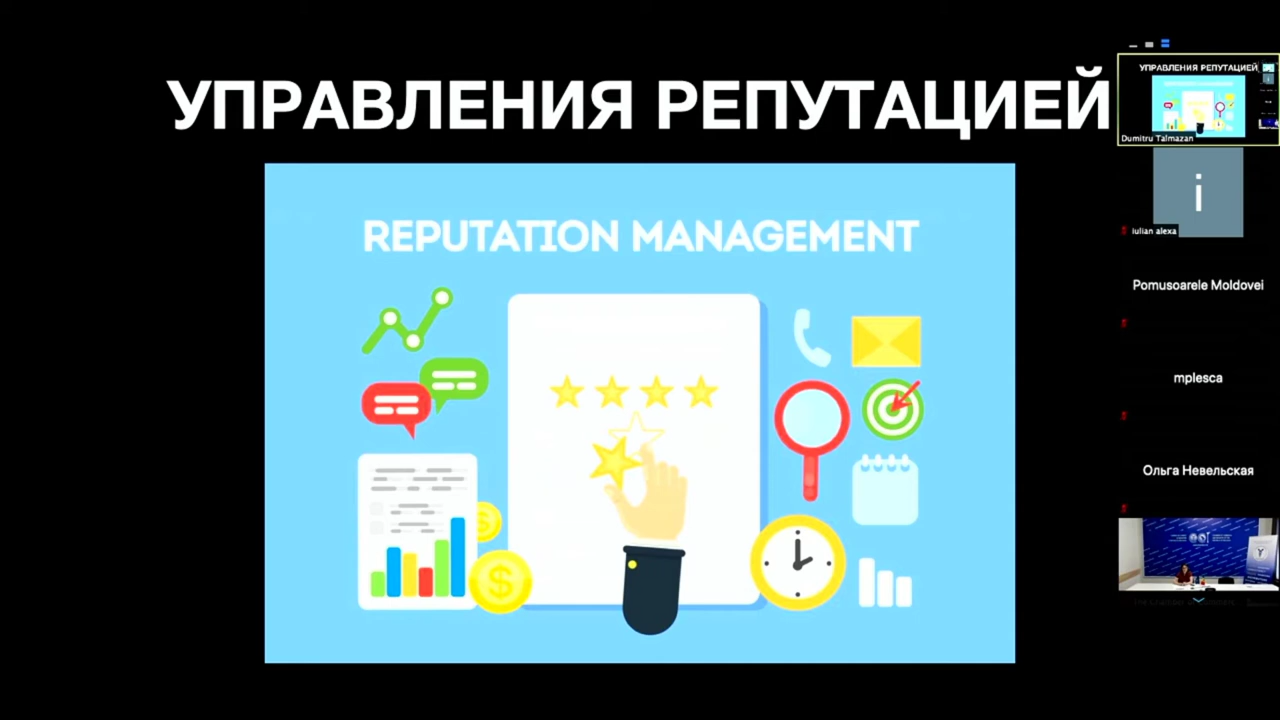 УПРАВЛЕНИЯ РЕПУТАЦИЕЙ
REPUTATION MANAGEMENT
$
$
УПРАВЛЕНИЯ РЕПУТАЦИЕЙ
Dumitru Talmazan
i
iulian alexa
Pomusoarele Moldovei
mplesca
Ольга Невельская